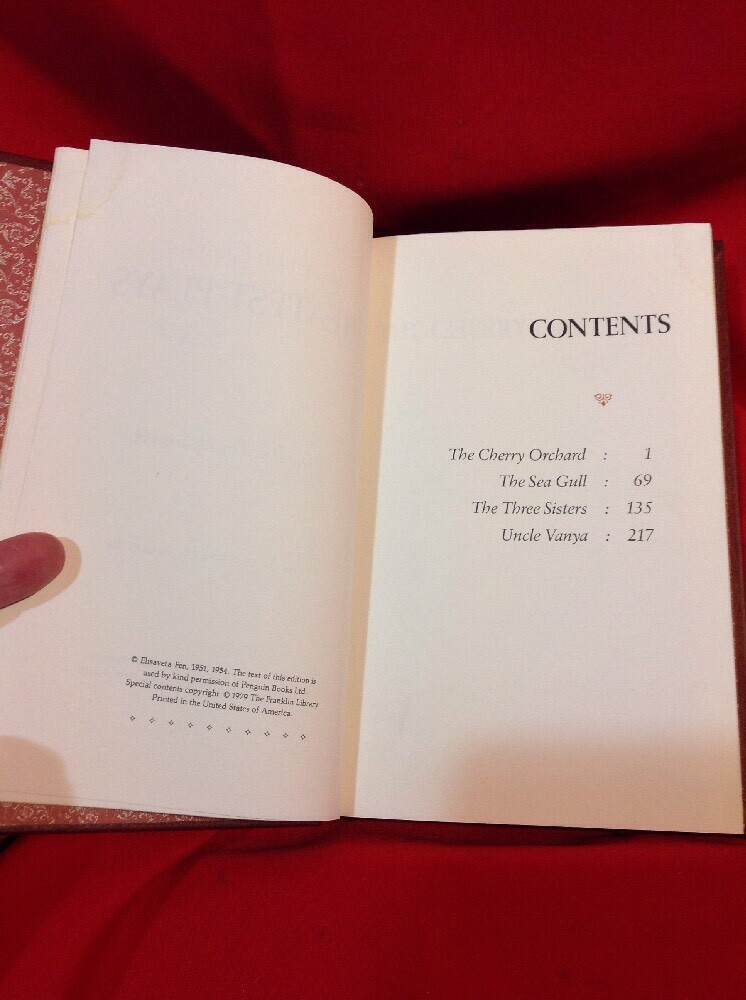 © Elisaveta Fen, 1951, 1954. The text of this edition is
used by kind permission of Penguin Books Ltd.
Special contents copyright © 1979 The Franklin Library
Printed in the United States of America.
CONTENTS
The Cherry Orchard : 1
The Sea Gull : 69
The Three Sisters : 135
Uncle Vanya : 217